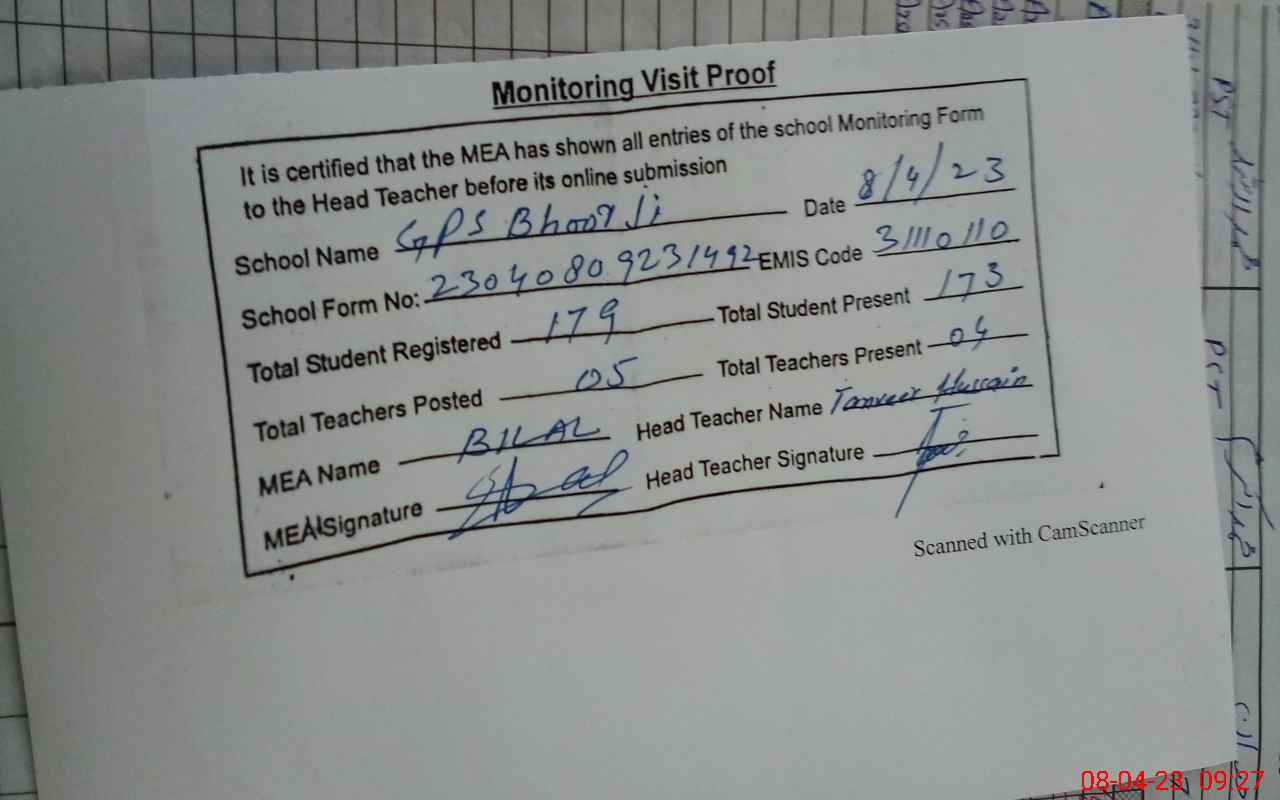 Monitoring Visit Proof
It is certified that the MEA has shown all entries of the school Monitoring Form
to the Head Teacher before its online submission
School Name GPS Bhoor Ji Date 8/4/23
School Form No: 230408092331492 EMIS Code 31110110
Total Student Registered 179 Total Student Present 173
Total Teachers Posted 05 Total Teachers Present 04
MEA Name BILAL Head Teacher Name Tanveer Hussain
MEA Signature Head Teacher Signature
Scanned with CamScanner
PST
PST
08-04-23 09:27